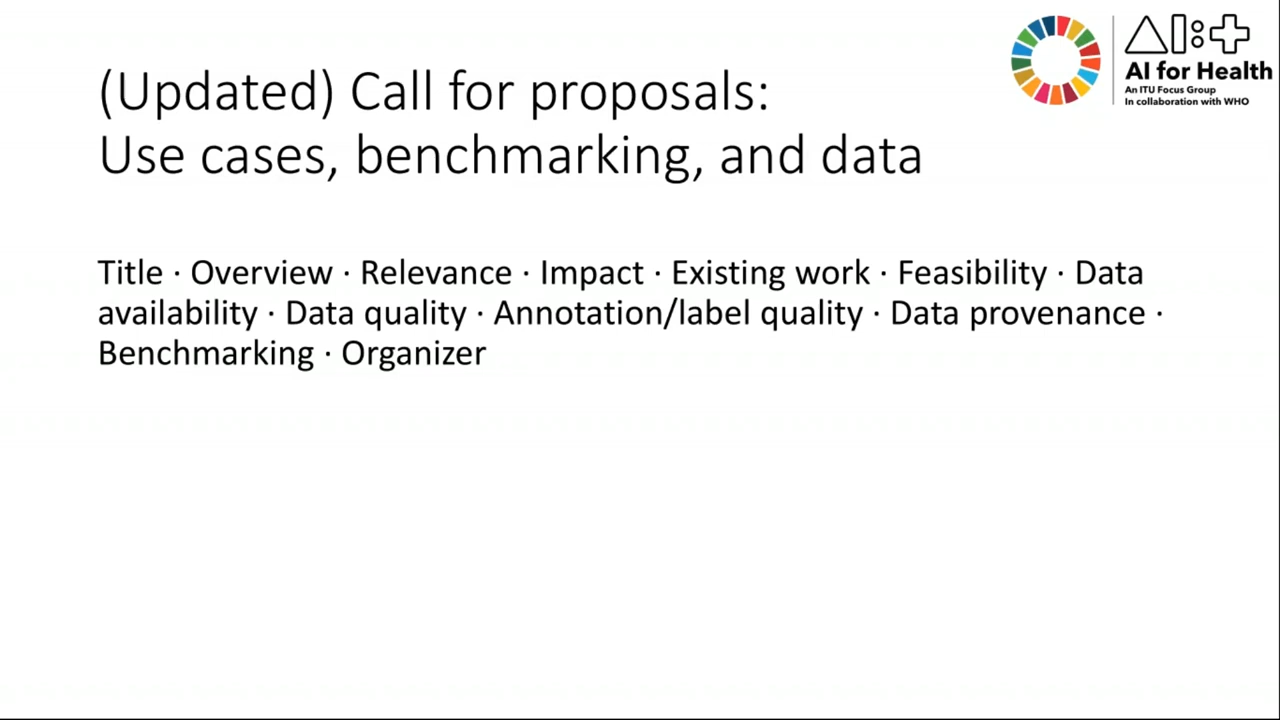 (Updated) Call for proposals:
Use cases, benchmarking, and data
AI for Health
An ITU Focus Group
In collaboration with WHO
Title · Overview · Relevance · Impact · Existing work · Feasibility · Data
availability · Data quality · Annotation/label quality · Data provenance ·
Benchmarking · Organizer